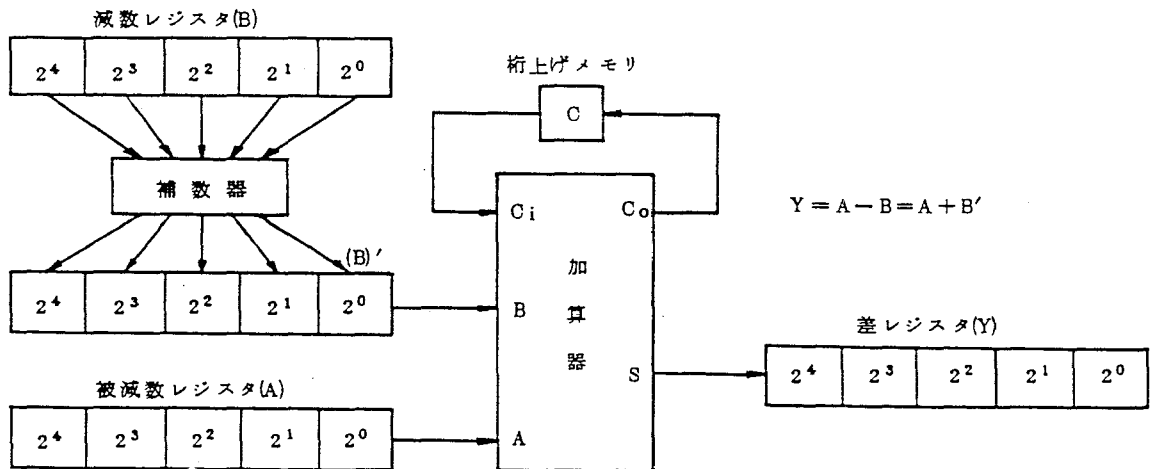 減数レジスタ(B)
2⁴ 2³ 2² 2¹ 2⁰
補数器
(B)′
2⁴ 2³ 2² 2¹ 2⁰
被減数レジスタ(A)
2⁴ 2³ 2² 2¹ 2⁰
桁上げメモリ
C
Ci Co
加算器
B
S
A
Y = A − B = A + B′
差レジスタ(Y)
2⁴ 2³ 2² 2¹ 2⁰